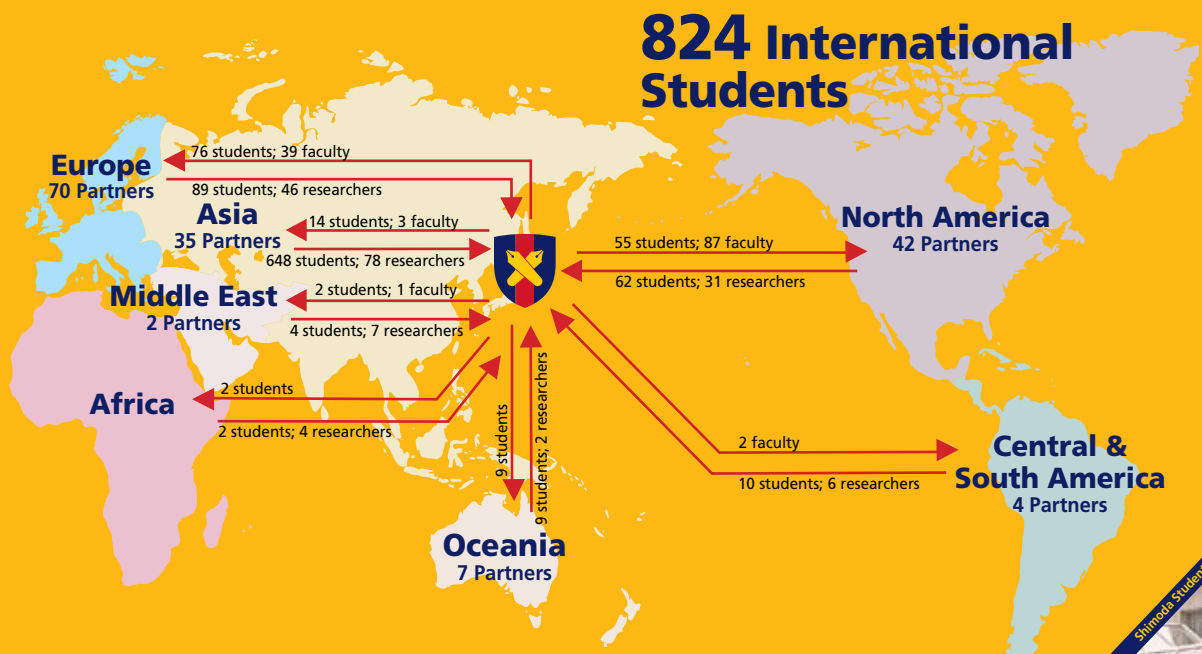 824 International
Students
76 students; 39 faculty
Europe
70 Partners
89 students; 46 researchers
Asia
35 Partners
14 students; 3 faculty
648 students; 78 researchers
North America
42 Partners
55 students; 87 faculty
62 students; 31 researchers
Middle East
2 Partners
2 students; 1 faculty
4 students; 7 researchers
Africa
2 students
2 students; 4 researchers
9 students
9 students; 2 researchers
Oceania
7 Partners
2 faculty
10 students; 6 researchers
Central &
South America
4 Partners
Shimoda